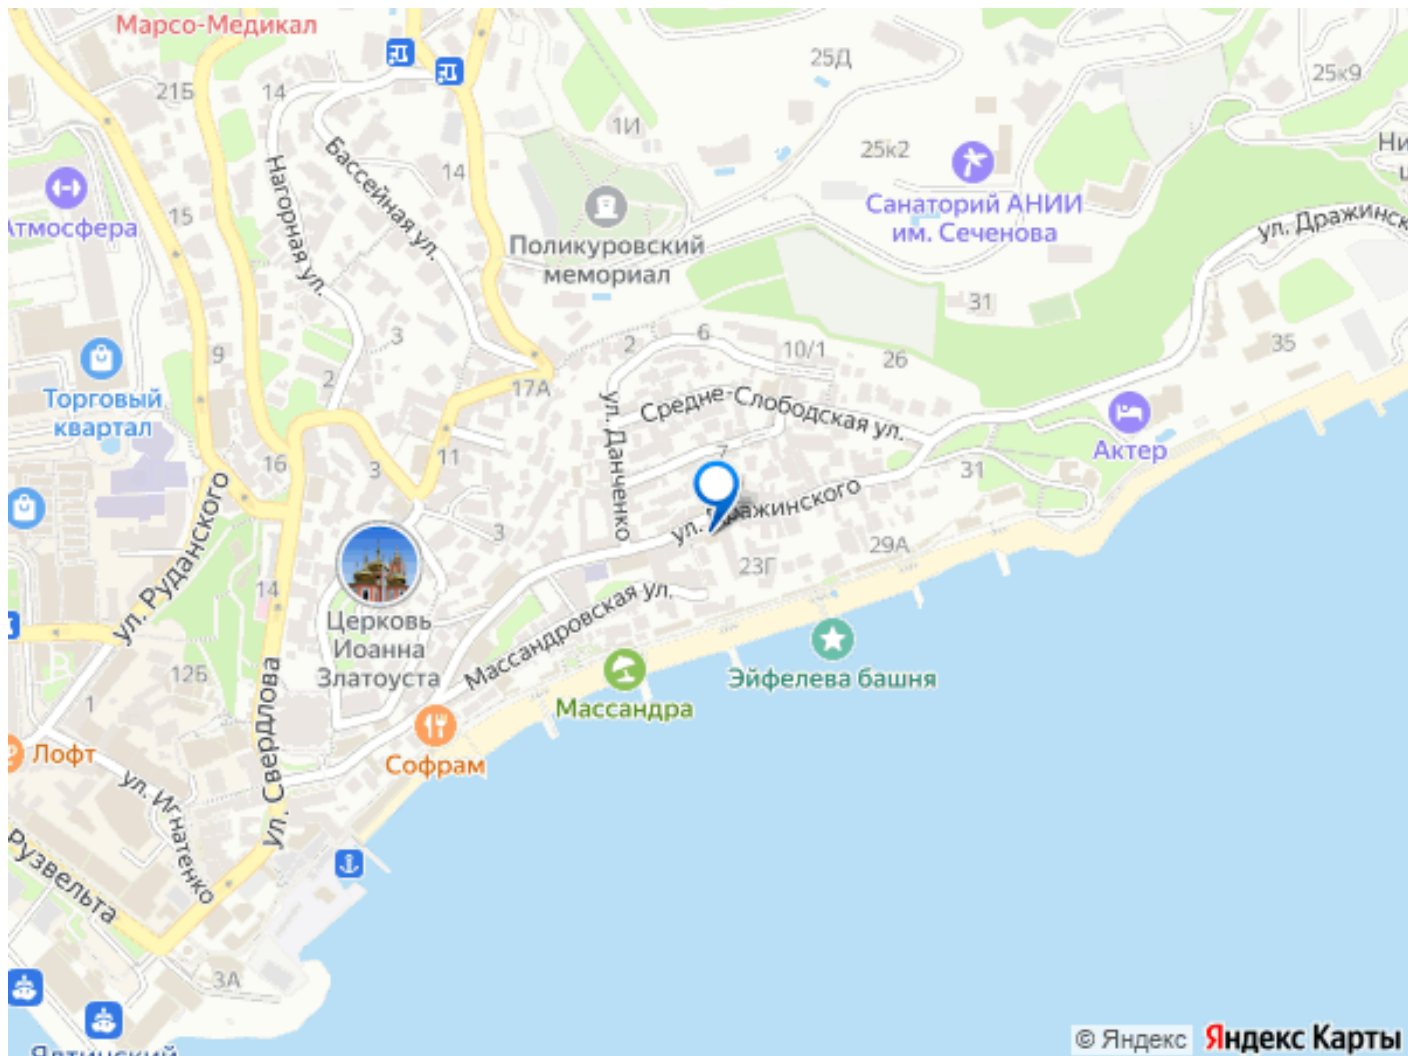 Марсо-Медикал
25Д
25к9
21Б
14
1И
25к2
14
Бассейная ул.
Нагорная ул.
15
Атмосфера
Поликуровский
мемориал
Санаторий АНИИ
им. Сеченова
ул. Дражинск
31
3
2
6
10/1
26
35
9
2
17А
Торговый
квартал
ул. Данченко
Средне-Слободская ул.
7
Актер
31
16
3
11
3
ул. Дражинского
29А
23Г
ул. Руданского
14
Церковь
Иоанна
Златоуста
Массандровская ул.
12Б
1
Эйфелева башня
Массандра
Софрам
Лофт
ул. Свердлова
ул. Игнатенко
Рузвельта
3А
Ялтинский
© Яндекс Яндекс Карты